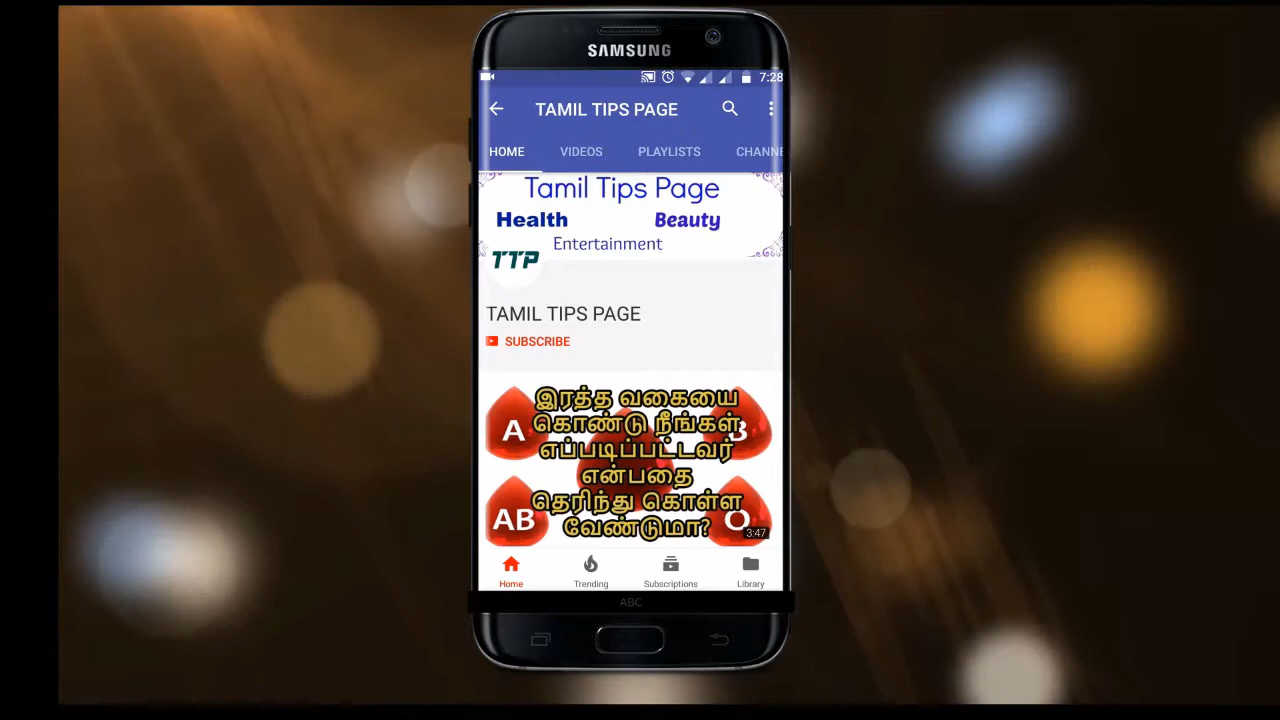 SAMSUNG
7:28
TAMIL TIPS PAGE
HOME VIDEOS PLAYLISTS CHANNE
Tamil Tips Page
Health Beauty
Entertainment
TTP
TAMIL TIPS PAGE
SUBSCRIBE
இரத்த வகையை
A கொண்டு நீங்கள் B
எப்படிப்பட்டவர்
என்பதை
தெரிந்து கொள்ள
AB வேண்டுமா? O
3:47
Home Trending Subscriptions Library
ABC